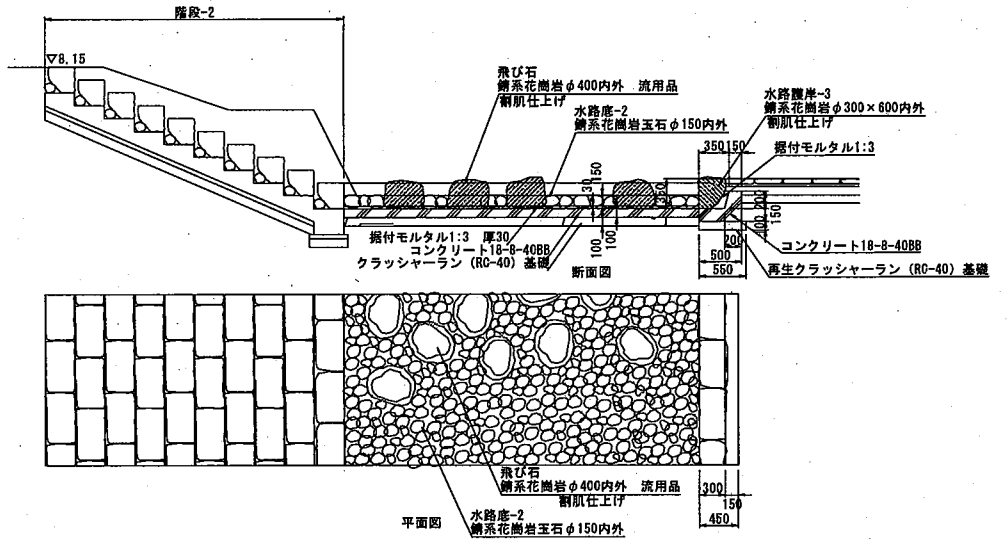 階段-2
▽8.15
飛び石
錆系花崗岩φ400内外 流用品
割肌仕上げ
水路底-2
錆系花崗岩玉石φ150内外
水路護岸-3
錆系花崗岩φ300×600内外
割肌仕上げ
350 150
据付モルタル1:3
150
30
350
200
150
100
据付モルタル1:3 厚30
コンクリート18-8-40BB
クラッシャーラン（RC-40）基礎
100
100
断面図
200
500
550
コンクリート18-8-40BB
再生クラッシャーラン（RC-40）基礎
飛び石
錆系花崗岩φ400内外 流用品
割肌仕上げ
水路底-2
錆系花崗岩玉石φ150内外
平面図
300
150
450